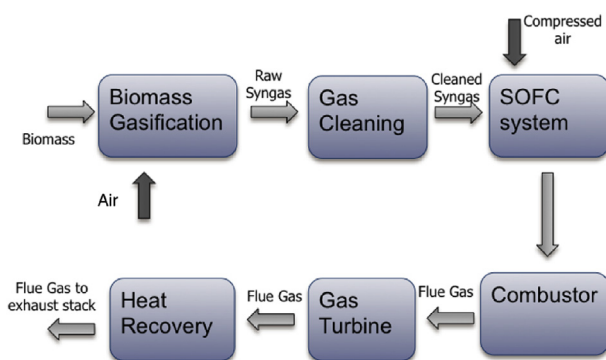 Compressed
air
Raw
Syngas
Cleaned
Syngas
Biomass
Gasification
Gas
Cleaning
SOFC
system
Biomass
Air
Flue Gas to
exhaust stack
Heat
Recovery
Flue Gas
Gas
Turbine
Flue Gas
Combustor